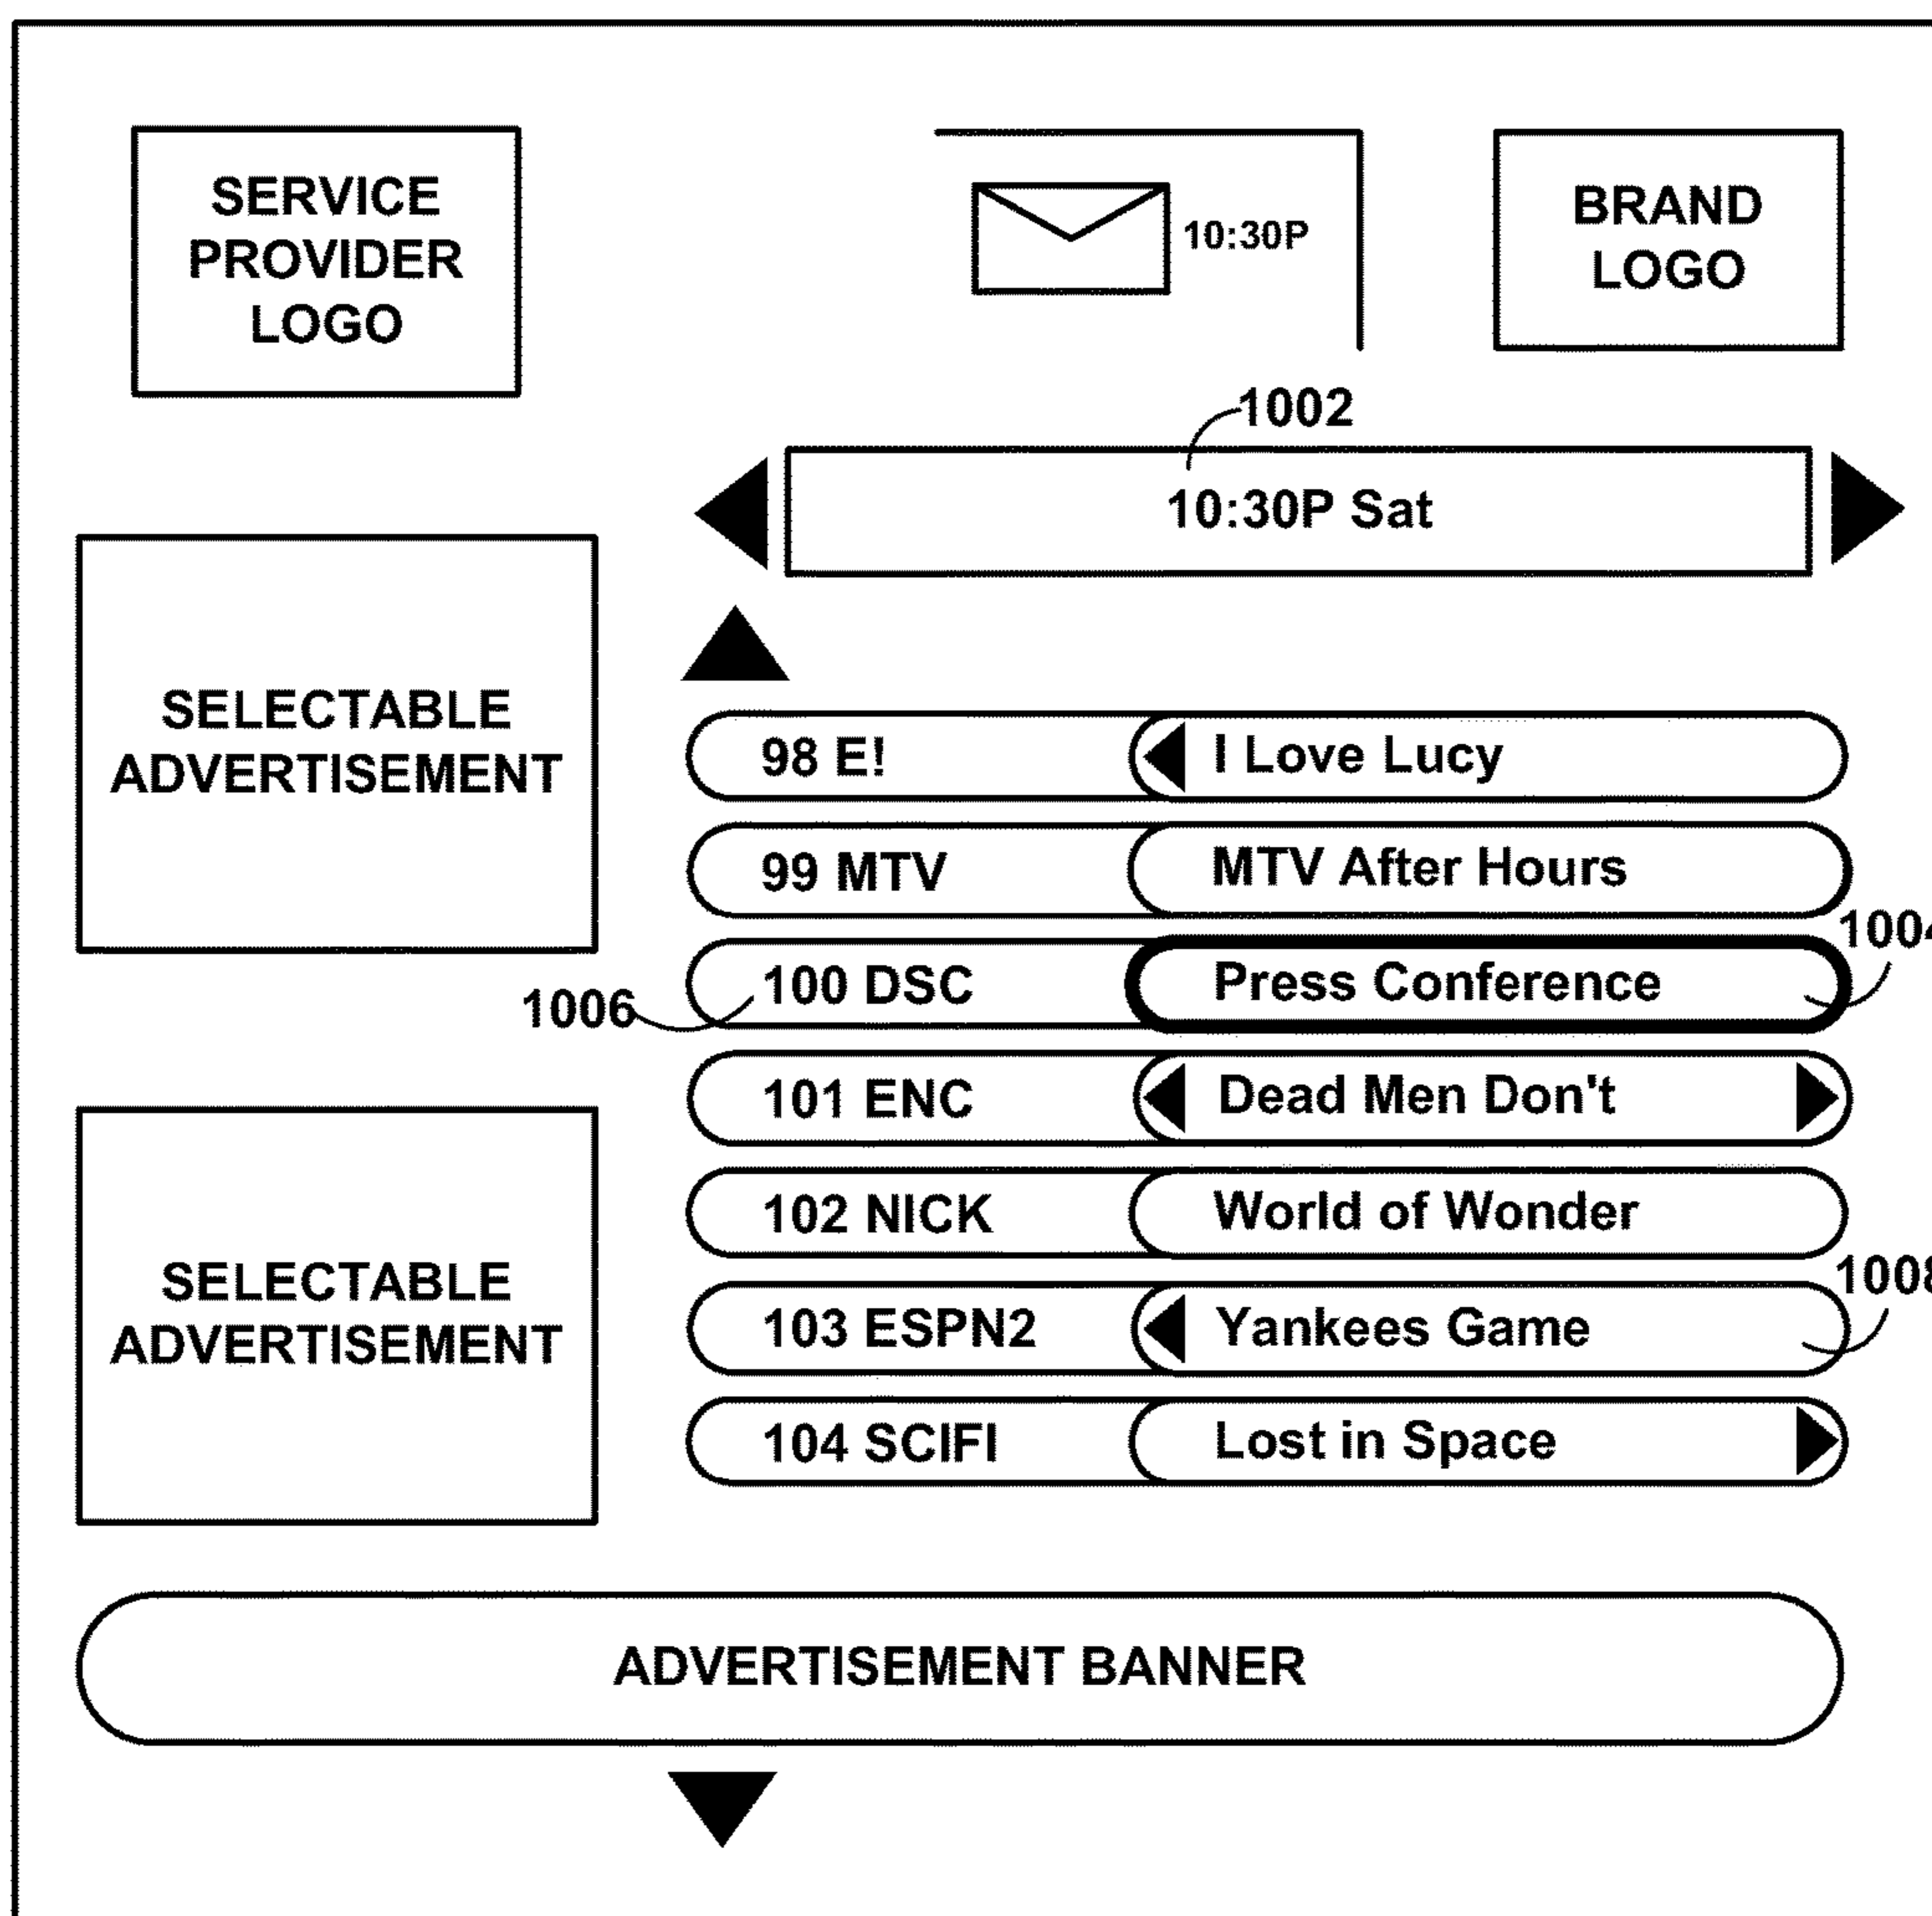 SERVICE
PROVIDER
LOGO
10:30P
BRAND
LOGO
1002
10:30P Sat
SELECTABLE
ADVERTISEMENT
98 E! I Love Lucy
99 MTV MTV After Hours
1004
100 DSC Press Conference
1006
101 ENC Dead Men Don't
102 NICK World of Wonder
SELECTABLE
ADVERTISEMENT
1008
103 ESPN2 Yankees Game
104 SCIFI Lost in Space
ADVERTISEMENT BANNER